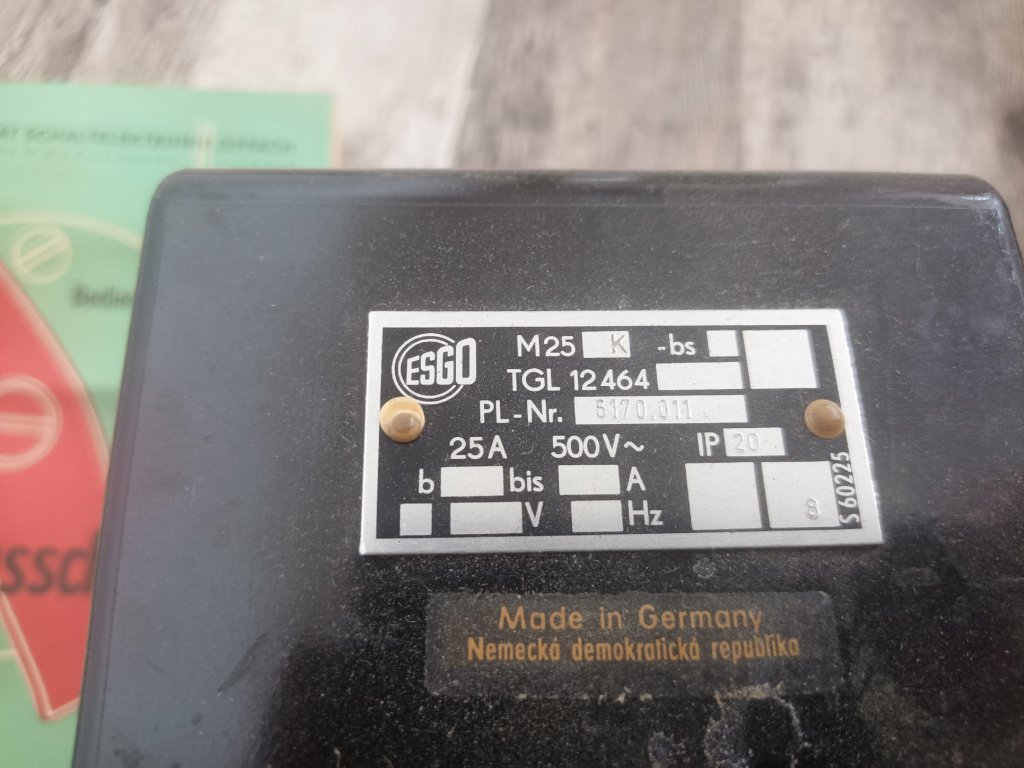 ESGO
M25 K -bs
TGL 12464
PL-Nr. 6170.011
25A 500V~ IP 20
b bis A
V Hz 8
S 60225
Made in Germany
Nemecká demokratická republika